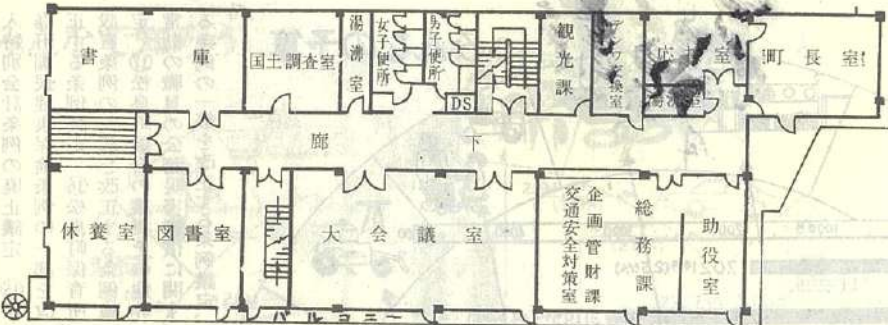 書庫
国土調査室
湯沸室
女子便所
男子便所
DS
観光課
町長室
廊下
休養室
図書室
大会議室
企画管財課
交通安全対策室
総務課
助役室
バルコニー